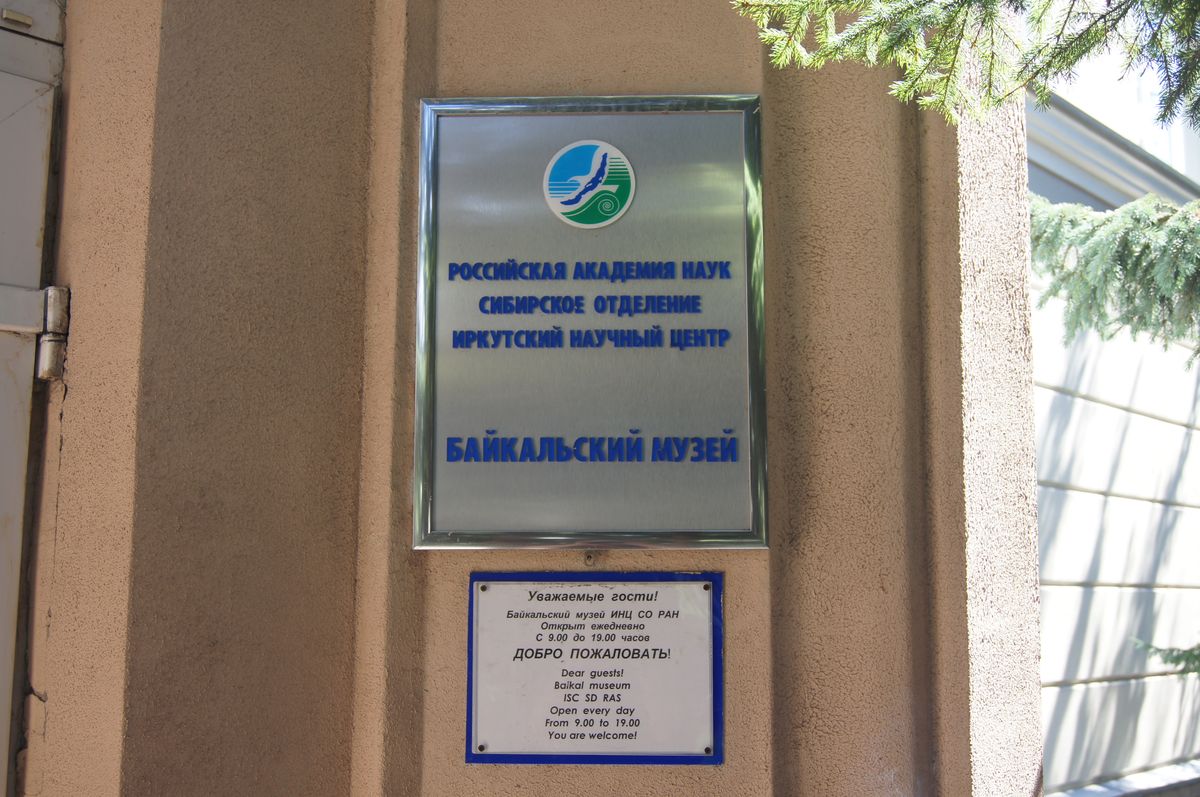 РОССИЙСКАЯ АКАДЕМИЯ НАУК
СИБИРСКОЕ ОТДЕЛЕНИЕ
ИРКУТСКИЙ НАУЧНЫЙ ЦЕНТР
БАЙКАЛЬСКИЙ МУЗЕЙ
Уважаемые гости!
Байкальский музей ИНЦ СО РАН
Открыт ежедневно
С 9.00 до 19.00 часов
ДОБРО ПОЖАЛОВАТЬ!
Dear guests!
Baikal museum
ISC SD RAS
Open every day
From 9.00 to 19.00
You are welcome!